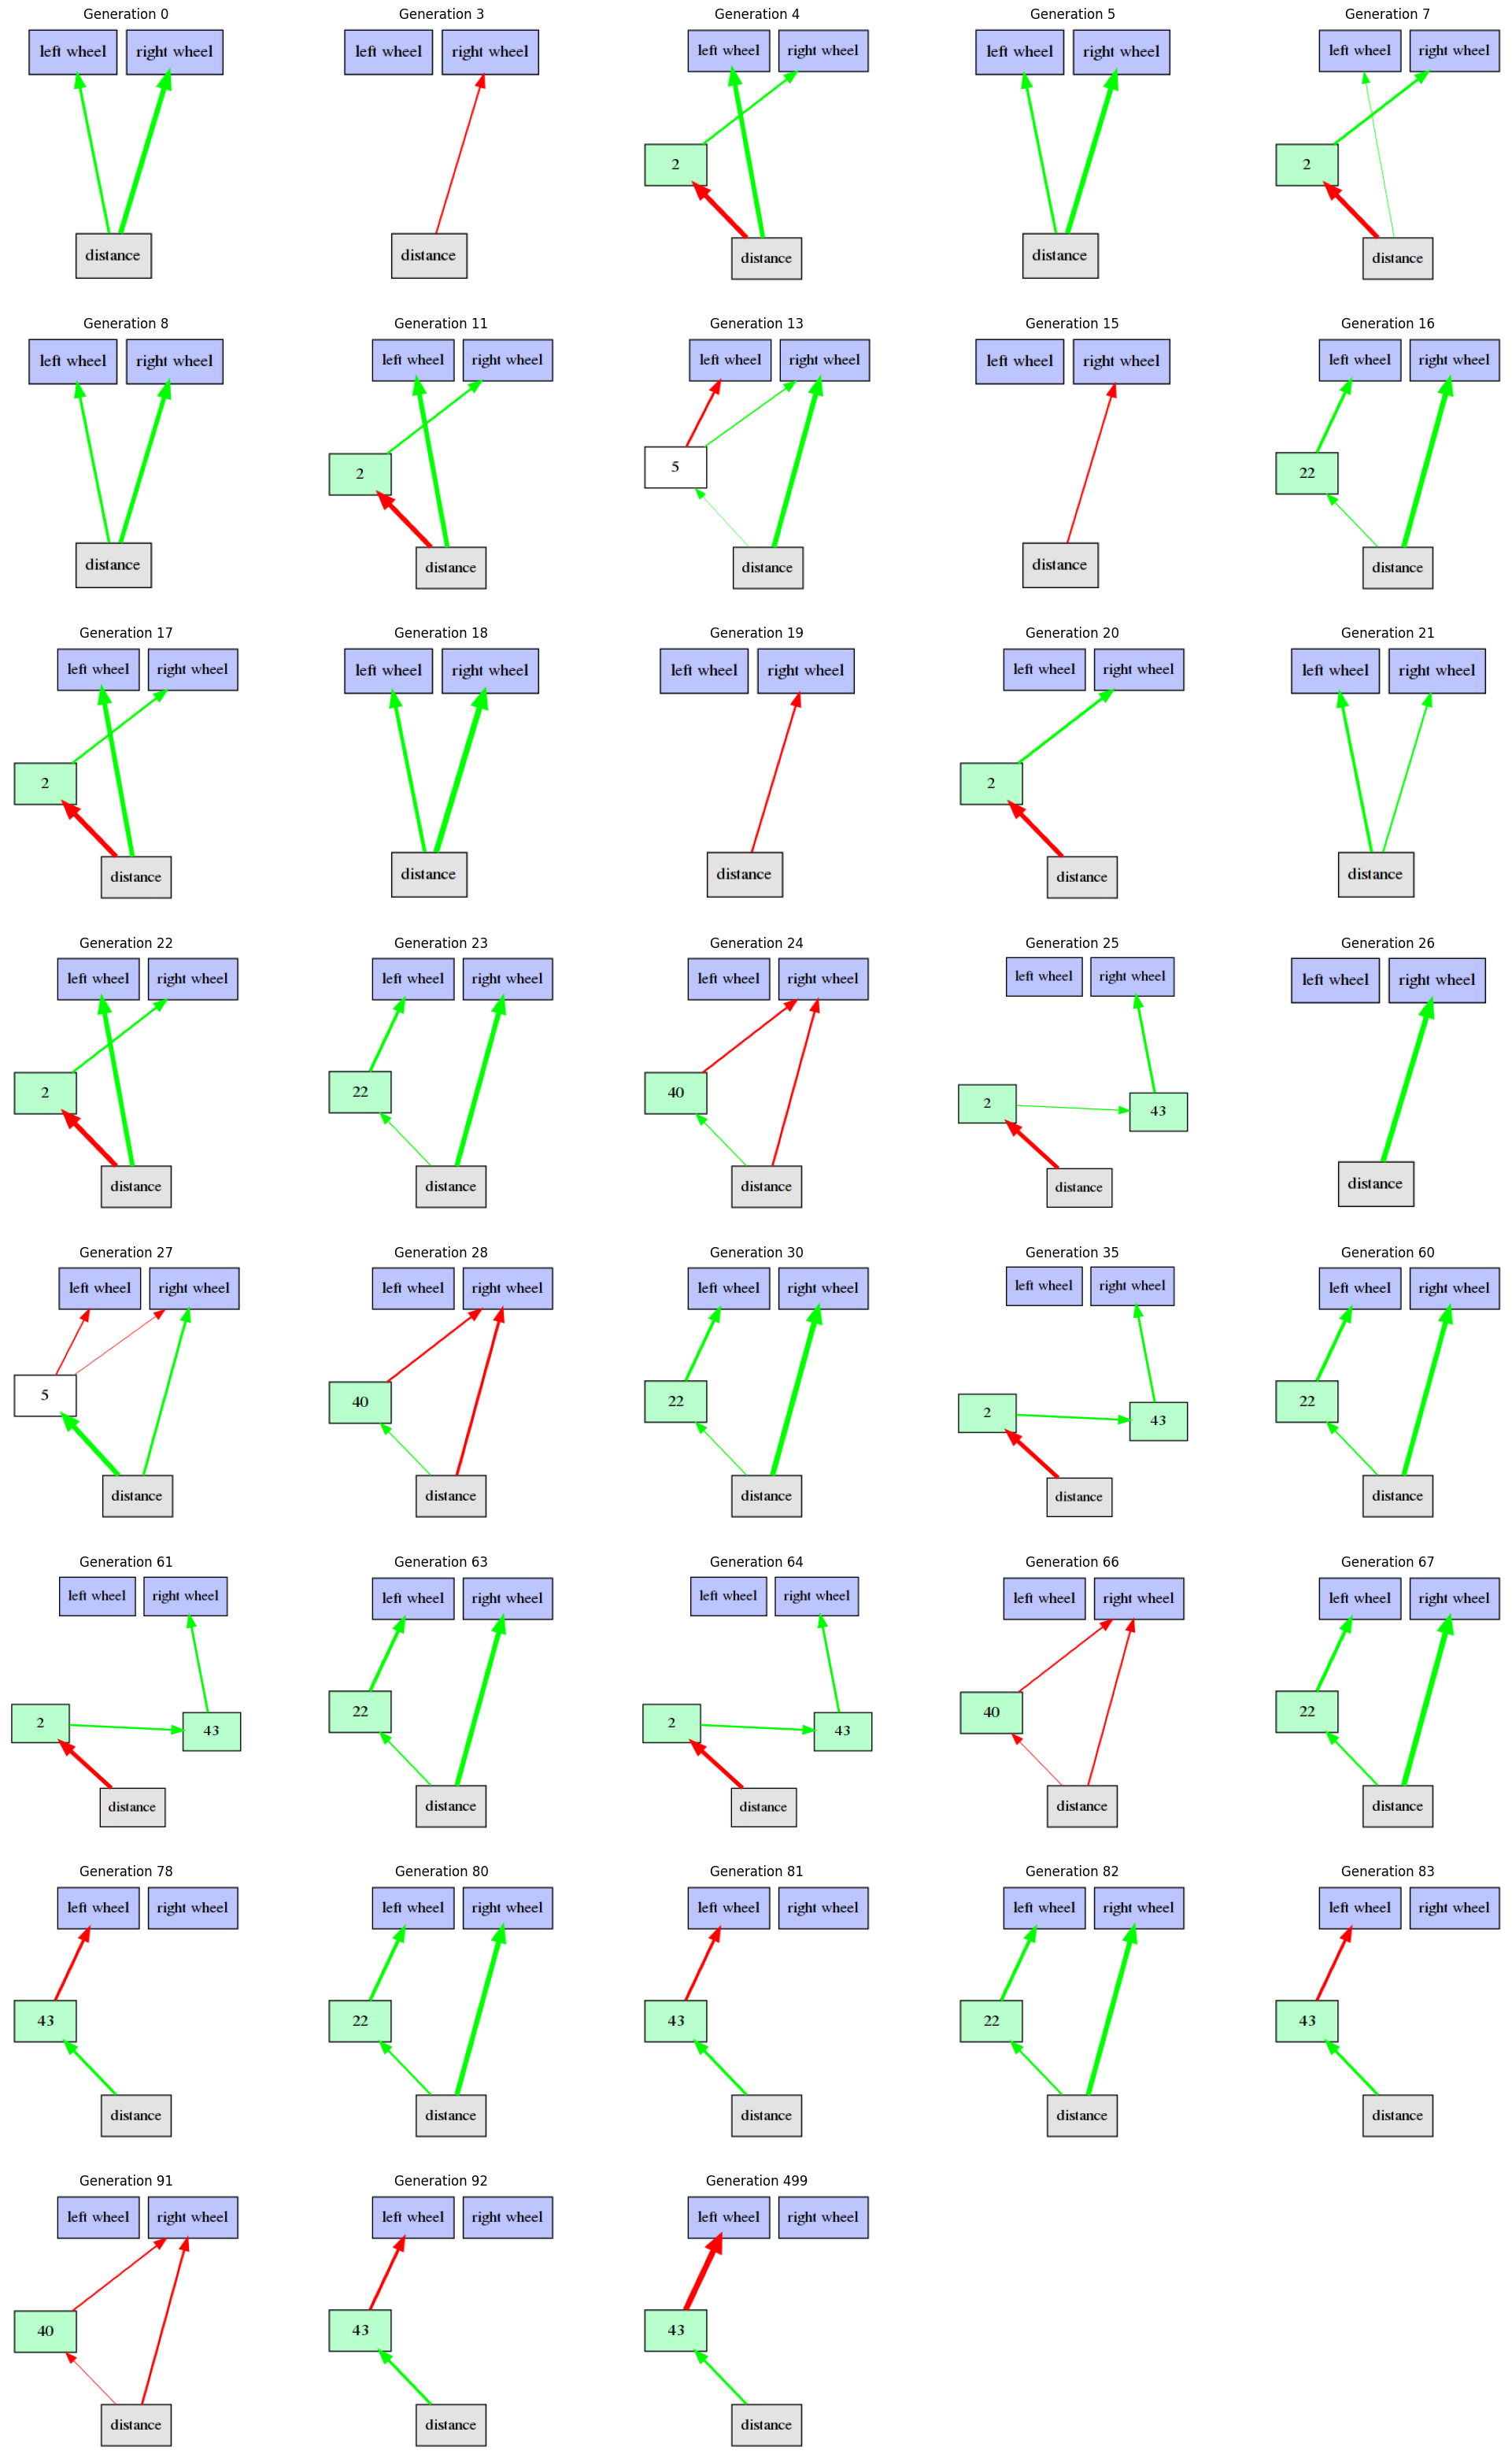 Generation 0
left wheel right wheel
distance
Generation 3
left wheel right wheel
distance
Generation 4
left wheel right wheel
2
distance
Generation 5
left wheel right wheel
distance
Generation 7
left wheel right wheel
2
distance
Generation 8
left wheel right wheel
distance
Generation 11
left wheel right wheel
2
distance
Generation 13
left wheel right wheel
5
distance
Generation 15
left wheel right wheel
distance
Generation 16
left wheel right wheel
22
distance
Generation 17
left wheel right wheel
2
distance
Generation 18
left wheel right wheel
distance
Generation 19
left wheel right wheel
distance
Generation 20
left wheel right wheel
2
distance
Generation 21
left wheel right wheel
distance
Generation 22
left wheel right wheel
2
distance
Generation 23
left wheel right wheel
22
distance
Generation 24
left wheel right wheel
40
distance
Generation 25
left wheel right wheel
2
43
distance
Generation 26
left wheel right wheel
distance
Generation 27
left wheel right wheel
5
distance
Generation 28
left wheel right wheel
40
distance
Generation 30
left wheel right wheel
22
distance
Generation 35
left wheel right wheel
2
43
distance
Generation 60
left wheel right wheel
22
distance
Generation 61
left wheel right wheel
2
43
distance
Generation 63
left wheel right wheel
22
distance
Generation 64
left wheel right wheel
2
43
distance
Generation 66
left wheel right wheel
40
distance
Generation 67
left wheel right wheel
22
distance
Generation 78
left wheel right wheel
43
distance
Generation 80
left wheel right wheel
22
distance
Generation 81
left wheel right wheel
43
distance
Generation 82
left wheel right wheel
22
distance
Generation 83
left wheel right wheel
43
distance
Generation 91
left wheel right wheel
40
distance
Generation 92
left wheel right wheel
43
distance
Generation 499
left wheel right wheel
43
distance